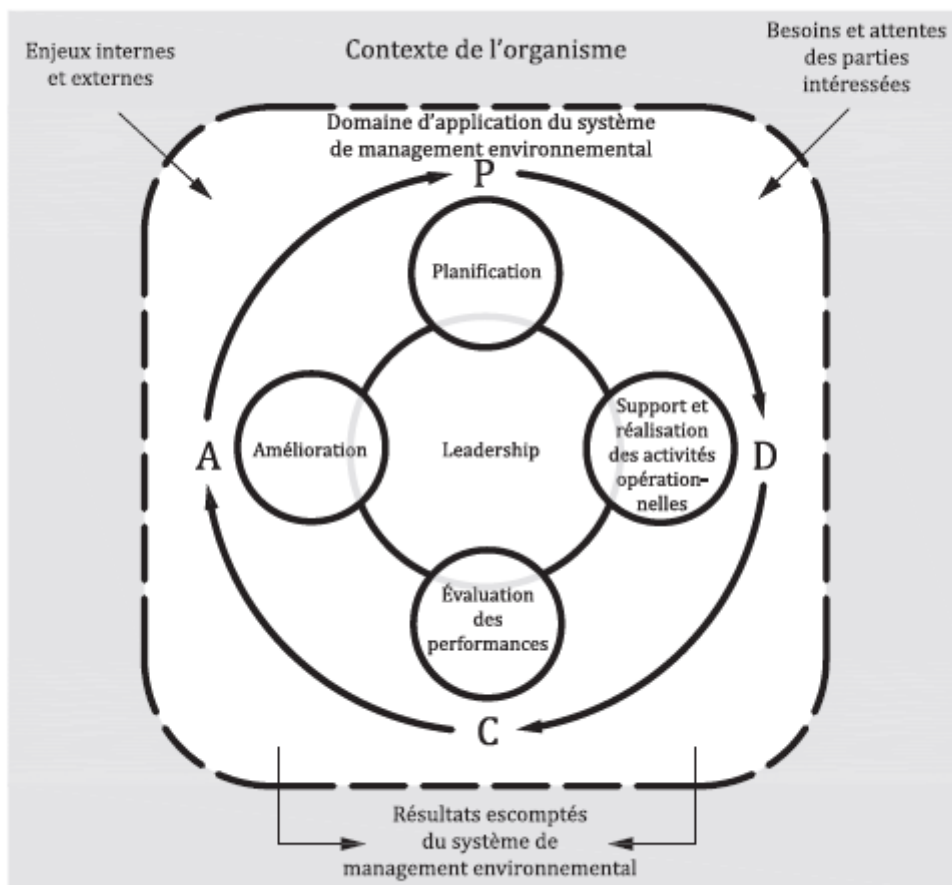 Enjeux internes
et externes
Contexte de l'organisme
Besoins et attentes
des parties
intéressées
Domaine d'application du système
de management environnemental
P
Planification
A
Amélioration
Leadership
Support et
réalisation
des activités
opération-
nelles
D
Évaluation
des
performances
C
Résultats escomptés
du système de
management environnemental